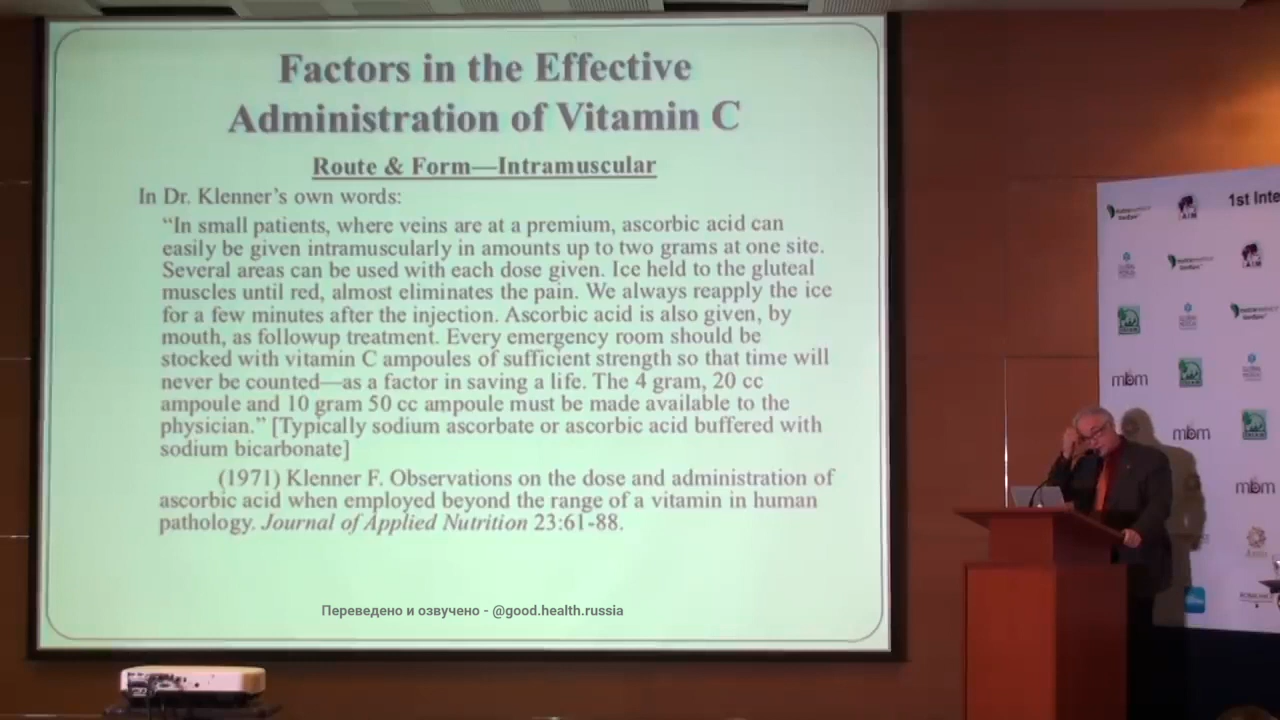 Factors in the Effective
Administration of Vitamin C
Route & Form—Intramuscular
In Dr. Klenner's own words:
“In small patients, where veins are at a premium, ascorbic acid can
easily be given intramuscularly in amounts up to two grams at one site.
Several areas can be used with each dose given. Ice held to the gluteal
muscles until red, almost eliminates the pain. We always reapply the ice
for a few minutes after the injection. Ascorbic acid is also given, by
mouth, as followup treatment. Every emergency room should be
stocked with vitamin C ampoules of sufficient strength so that time will
never be counted—as a factor in saving a life. The 4 gram, 20 cc
ampoule and 10 gram 50 cc ampoule must be made available to the
physician.” [Typically sodium ascorbate or ascorbic acid buffered with
sodium bicarbonate]
(1971) Klenner F. Observations on the dose and administration of
ascorbic acid when employed beyond the range of a vitamin in human
pathology. Journal of Applied Nutrition 23:61-88.
Переведено и озвучено - @good.health.russia
1st Inte
mbm
mbm
mbm